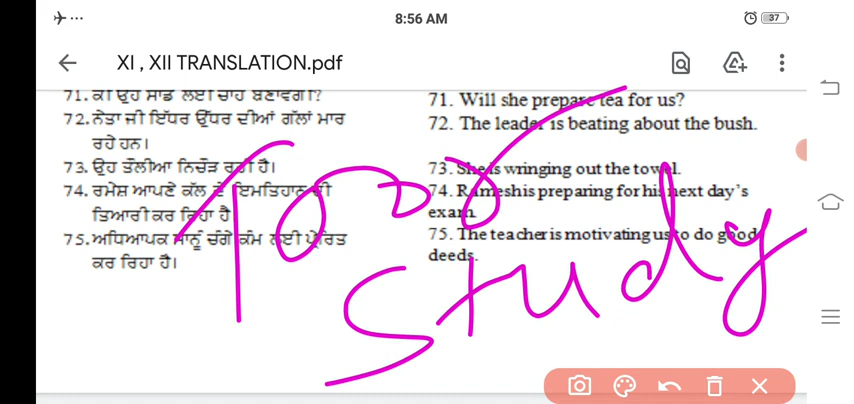 8:56 AM
37
XI , XII TRANSLATION.pdf
71. ਕੀ ਉਹ ਸਾਡੇ ਲਈ ਚਾਹ ਬਣਾਵੇਗੀ?
72. ਨੇਤਾ ਜੀ ਇੱਧਰ ਉੱਧਰ ਦੀਆਂ ਗੱਲਾਂ ਮਾਰ
ਰਹੇ ਹਨ।
73. ਉਹ ਤੌਲੀਆ ਨਿਚੋੜ ਰਹੀ ਹੈ।
74. ਰਮੇਸ਼ ਆਪਣੇ ਕੱਲ ਦੇ ਇਮਤਿਹਾਨ ਦੀ
ਤਿਆਰੀ ਕਰ ਰਿਹਾ ਹੈ
75. ਅਧਿਆਪਕ ਸਾਨੂੰ ਚੰਗੇ ਕੰਮ ਲਈ ਪ੍ਰੇਰਿਤ
ਕਰ ਰਿਹਾ ਹੈ।
71. Will she prepare tea for us?
72. The leader is beating about the bush.
73. She is wringing out the towel.
74. Ramesh is preparing for his next day's
exam.
75. The teacher is motivating us to do good
deeds.
study